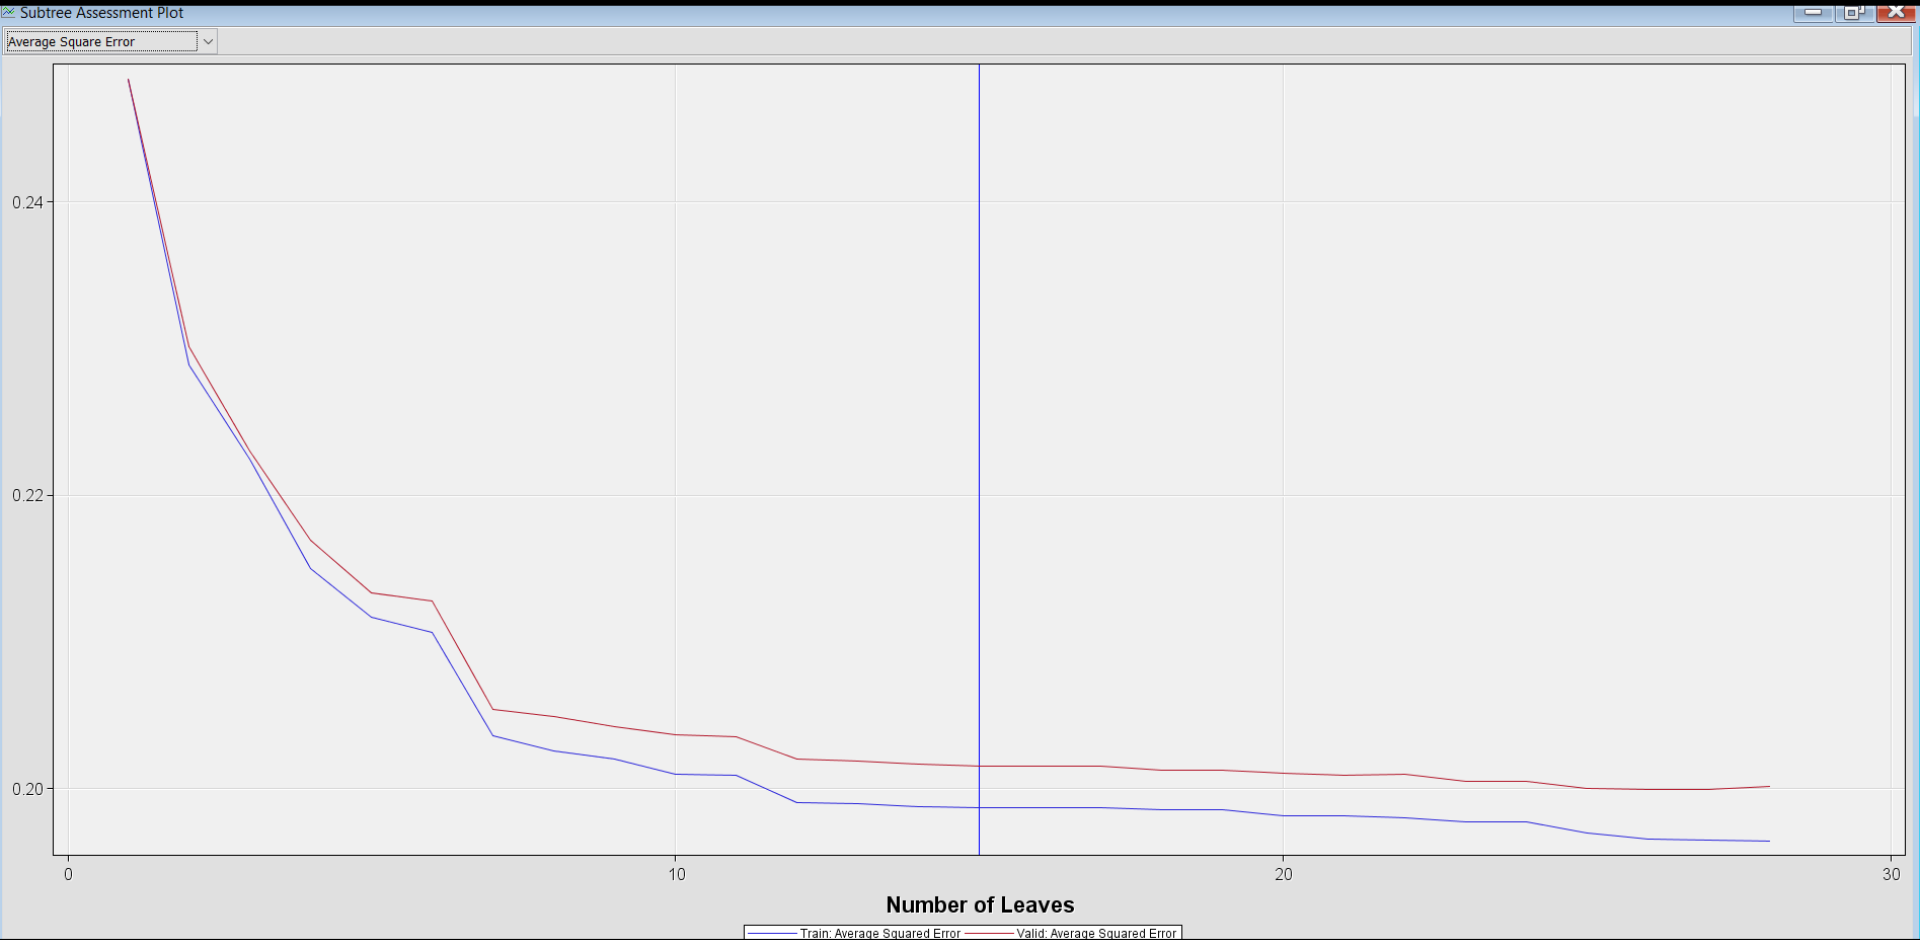 Subtree Assessment Plot
Average Square Error
0.24
0.22
0.20
0 10 20 30
Number of Leaves
Train: Average Squared Error Valid: Average Squared Error